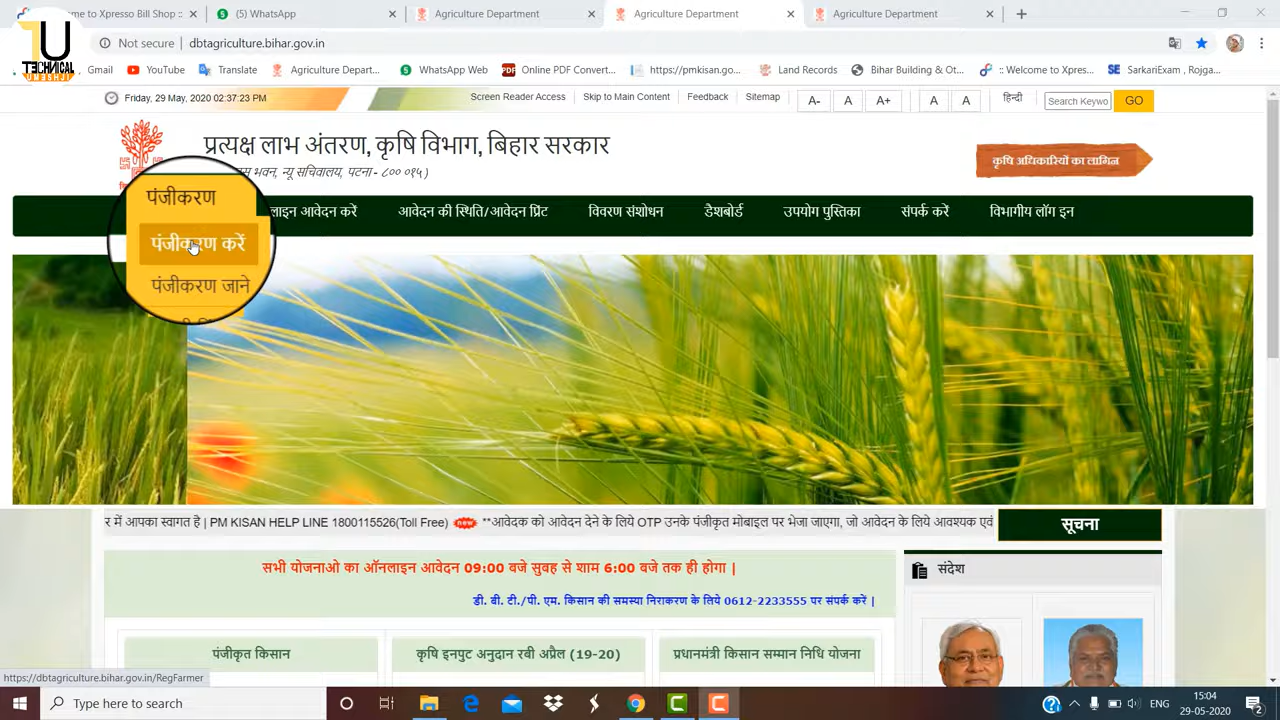 ome to Xpress Bill Shop
WhatsApp
Agriculture Department
Agriculture Department
Agriculture Department
Not secure
dbtagriculture.bihar.gov.in
1U
TECHNICAL
UMESHJI
Gmail
YouTube
Translate
Agriculture Depart...
WhatsApp Web
Online PDF Convert...
https://pmkisan.go...
Land Records
Bihar Building & Ot...
:: Welcome to Xpres...
SarkariExam , Rojga...
Friday, 29 May, 2020 02:37:23 PM
Screen Reader Access
Skip to Main Content
Feedback
Sitemap
A-
A
A+
A
A
हिन्दी
Search Keywo
GO
प्रत्यक्ष लाभ अंतरण, कृषि विभाग, बिहार सरकार
भवन, न्यू सचिवालय, पटना - ८०० ०१५ )
कृषि अधिकारियों का लॉगिन
पंजीकरण
लाइन आवेदन करें
आवेदन की स्थिति/आवेदन प्रिंट
विवरण संशोधन
डैशबोर्ड
उपयोग पुस्तिका
संपर्क करें
विभागीय लॉग इन
पंजीकरण करें
पंजीकरण जाने
र में आपका स्वागत है | PM KISAN HELP LINE 1800115526(Toll Free)
new
**आवेदक को आवेदन देने के लिये OTP उनके पंजीकृत मोबाइल पर भेजा जाएगा, जो आवेदन के लिये आवश्यक एवं
सूचना
सभी योजनाओ का ऑनलाइन आवेदन 09:00 बजे सुवह से शाम 6:00 बजे तक ही होगा |
डी. बी. टी./पी. एम. किसान की समस्या निराकरण के लिये 0612-2233555 पर संपर्क करें |
संदेश
पंजीकृत किसान
कृषि इनपुट अनुदान रबी अप्रैल (19-20)
प्रधानमंत्री किसान सम्मान निधि योजना
https://dbtagriculture.bihar.gov.in/RegFarmer
Type here to search
ENG
15:04
29-05-2020
2